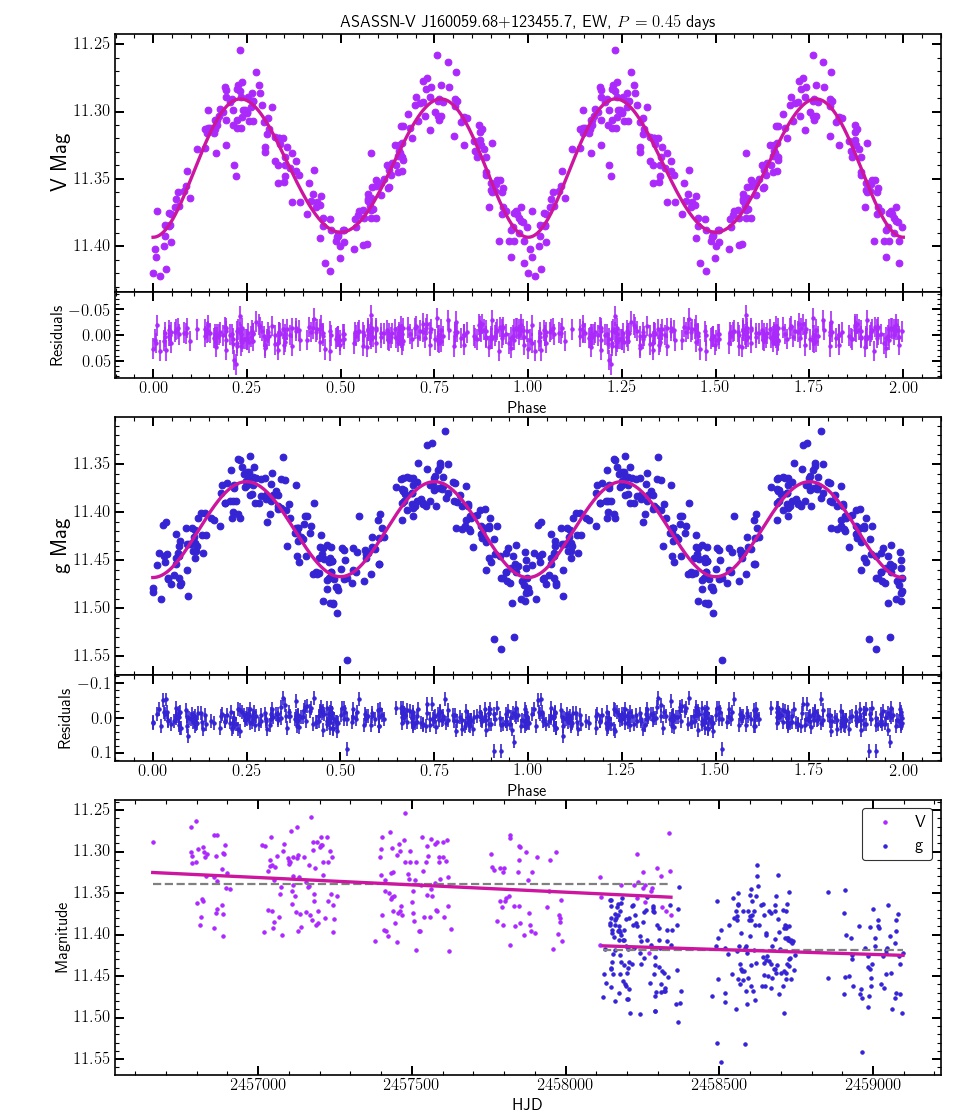 ASASSN-V J160059.68+123455.7, EW, P = 0.45 days
V Mag
11.25
11.30
11.35
11.40
Residuals
−0.05
0.00
0.05
0.00 0.25 0.50 0.75 1.00 1.25 1.50 1.75 2.00
Phase
g Mag
11.35
11.40
11.45
11.50
11.55
Residuals
−0.1
0.0
0.1
0.00 0.25 0.50 0.75 1.00 1.25 1.50 1.75 2.00
Phase
Magnitude
11.25
11.30
11.35
11.40
11.45
11.50
11.55
V
g
2457000 2457500 2458000 2458500 2459000
HJD